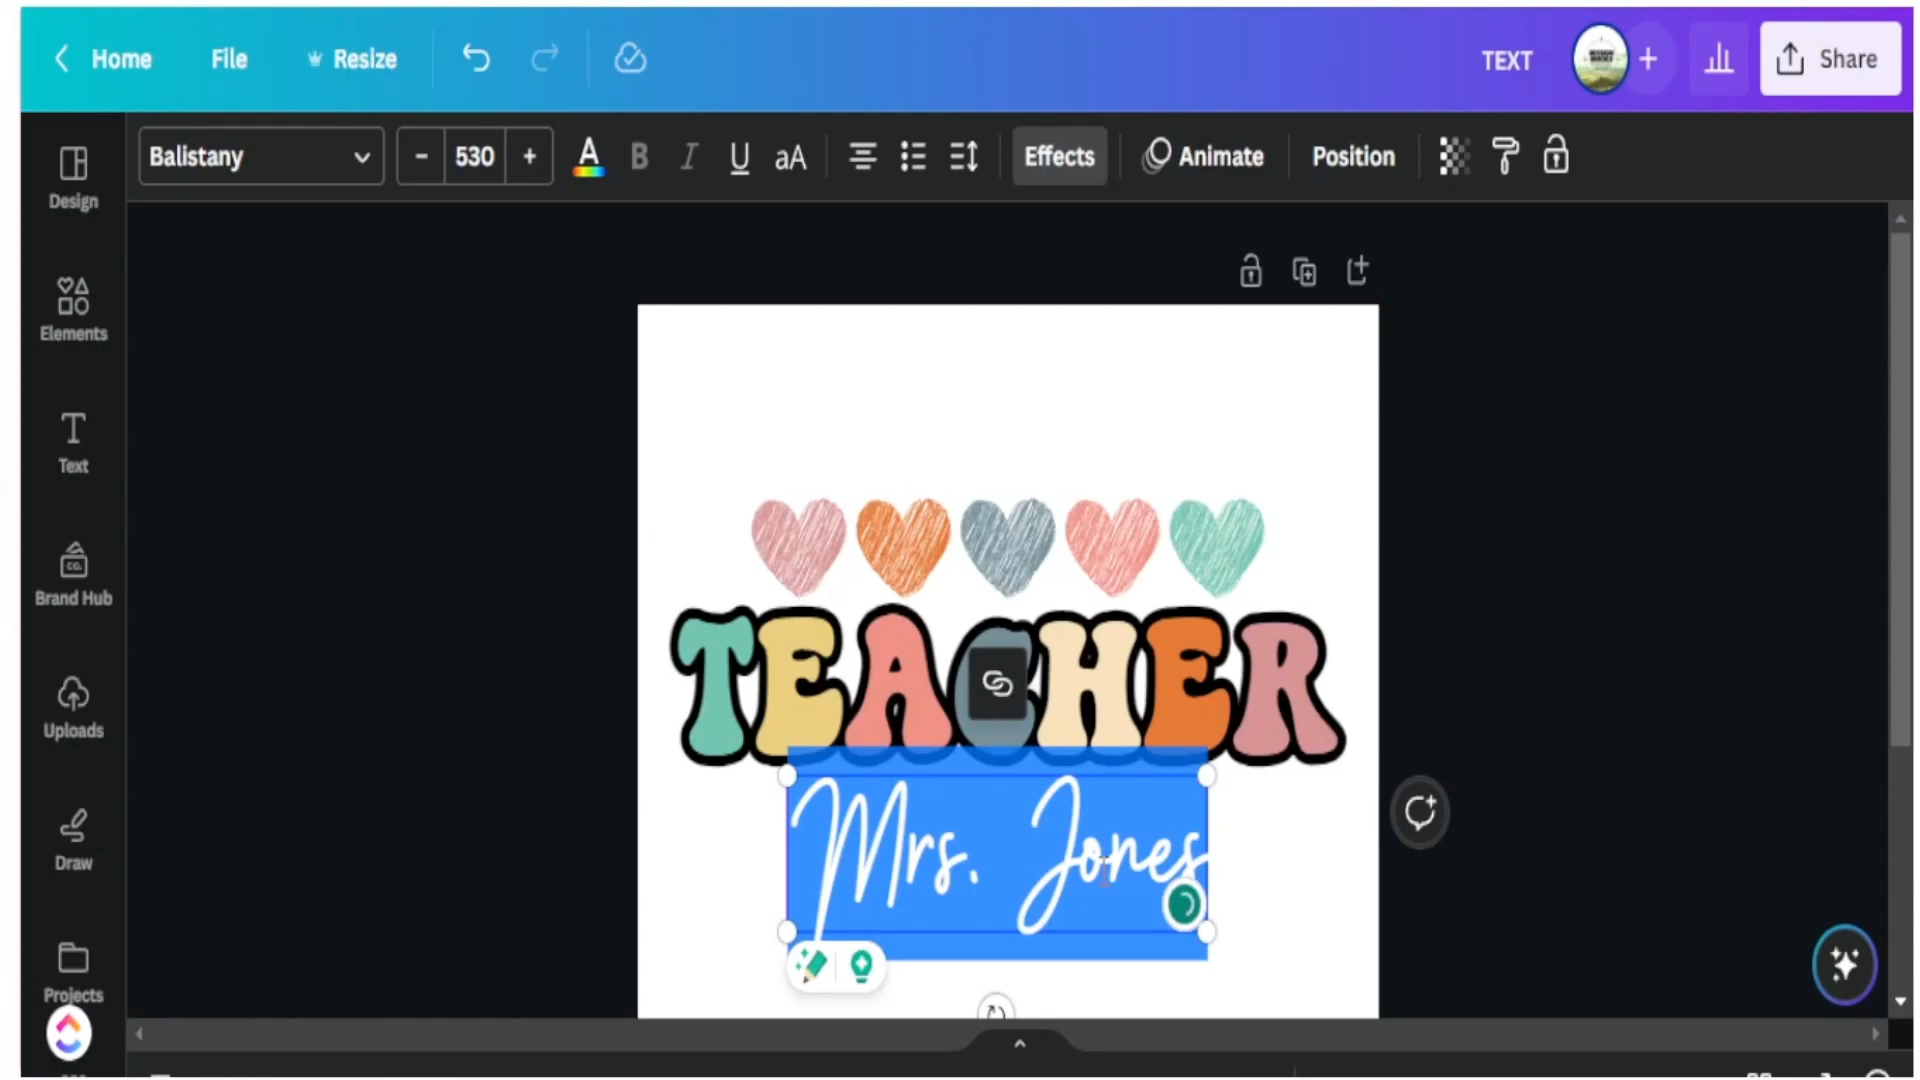 Home File Resize TEXT Share
Balistany - 530 + A B I U aA Effects Animate Position
Design
Elements
Text
CO.
Brand Hub
Uploads
Draw
Projects
TEACHER
Mrs. Jones